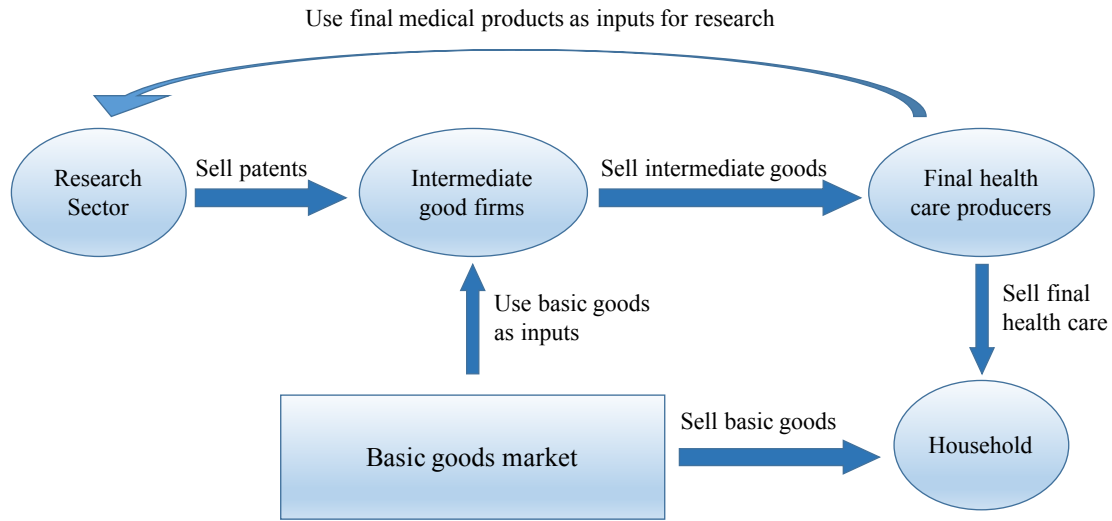 Use final medical products as inputs for research
Research
Sector
Sell patents
Intermediate
good firms
Sell intermediate goods
Final health
care producers
Use basic goods
as inputs
Sell final
health care
Basic goods market
Sell basic goods
Household